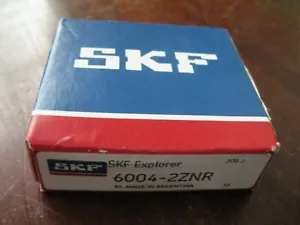 SKF
SKF SKF Explorer
6004-2ZNR
MADE IN ARGENTINA